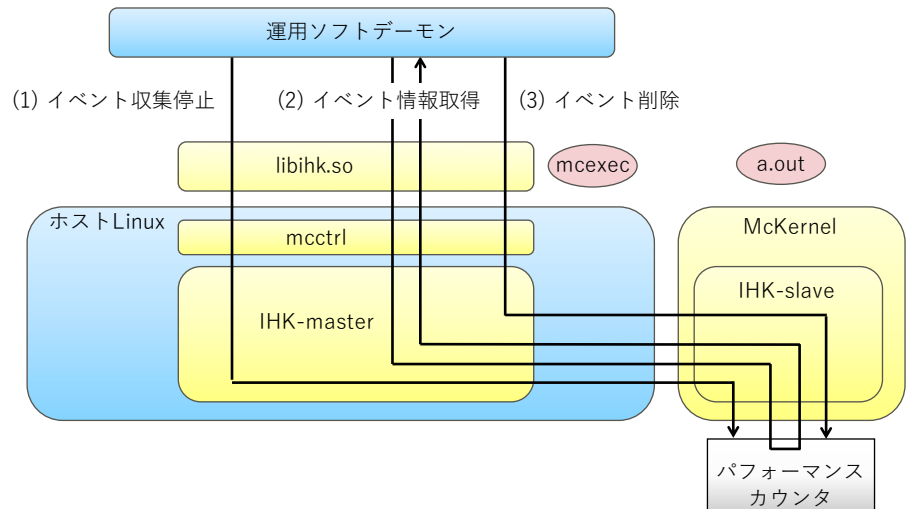 運用ソフトデーモン
(1) イベント収集停止
(2) イベント情報取得
(3) イベント削除
libihk.so
mcexec
a.out
ホストLinux
mcctrl
McKernel
IHK-master
IHK-slave
パフォーマンス
カウンタ